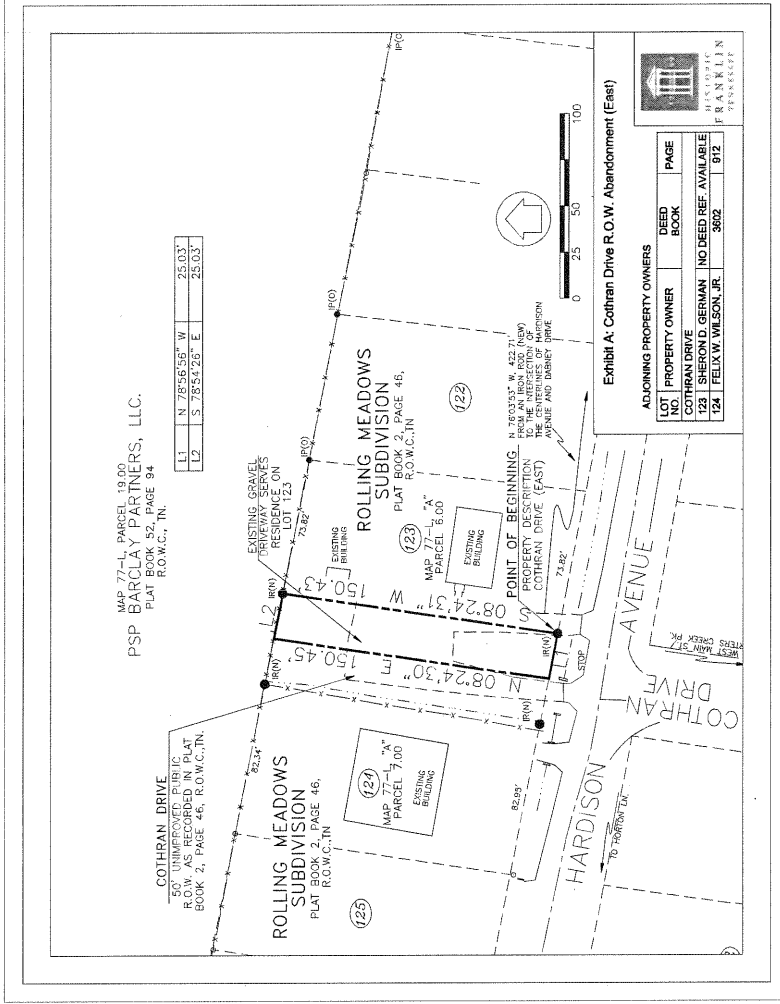 MAP 77-L, PARCEL 19.00
PSP BARCLAY PARTNERS, LLC.
PLAT BOOK 52, PAGE 94
R.O.W.C., TN.
L1 N 78°56'56" W 25.03'
L2 S 78°54'26" E 25.03'
COTHRAN DRIVE
50' UNIMPROVED PUBLIC
R.O.W. AS RECORDED IN PLAT
BOOK 2, PAGE 46, R.O.W.C.,TN.
EXISTING GRAVEL
DRIVEWAY SERVES
RESIDENCE ON
LOT 123
82.34'
IR(N)
L2
IR(N)
73.82'
IP(O)
IP(O)
IP(O
ROLLING MEADOWS
SUBDIVISION
PLAT BOOK 2, PAGE 46,
R.O.W.C.,TN
ROLLING MEADOWS
SUBDIVISION
PLAT BOOK 2, PAGE 46,
R.O.W.C.,TN
125
124
MAP 77-L, "A"
PARCEL 7.00
EXISTING
BUILDING
N 08°24'30" E 150.45'
S 08°24'31" W 150.43'
EXISTING
BUILDING
123
MAP 77-L, "A"
PARCEL 6.00
EXISTING
BUILDING
122
IR(N)
IR(N)
POINT OF BEGINNING
PROPERTY DESCRIPTION
COTHRAN DRIVE (EAST)
N 76°03'53" W, 422.71'
FROM AN IRON ROD (NEW)
TO THE INTERSECTION OF
THE CENTERLINES OF HARDISON
AVENUE AND DABNEY DRIVE
82.95'
73.82'
STOP
HARDISON AVENUE
TO HORTON LN.
COTHRAN
DRIVE
WEST MAIN ST./
RTERS CREEK PK.
0 25 50 100
Exhibit A: Cothran Drive R.O.W. Abandonment (East)
ADJOINING PROPERTY OWNERS
LOT NO. PROPERTY OWNER DEED BOOK PAGE
COTHRAN DRIVE
123 SHERON D. GERMAN NO DEED REF. AVAILABLE
124 FELIX W. WILSON, JR. 3602 912
HISTORIC
FRANKLIN
TENNESSEE